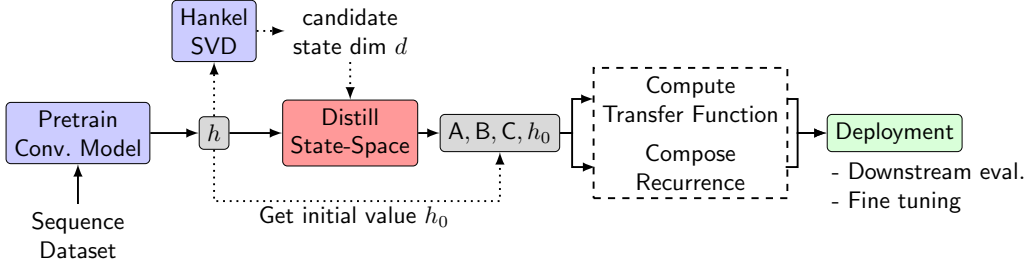 Hankel
SVD
candidate
state dim d
Pretrain
Conv. Model
h
Distill
State-Space
A, B, C, h₀
Compute
Transfer Function
Compose
Recurrence
Deployment
- Downstream eval.
- Fine tuning
Get initial value h₀
Sequence
Dataset